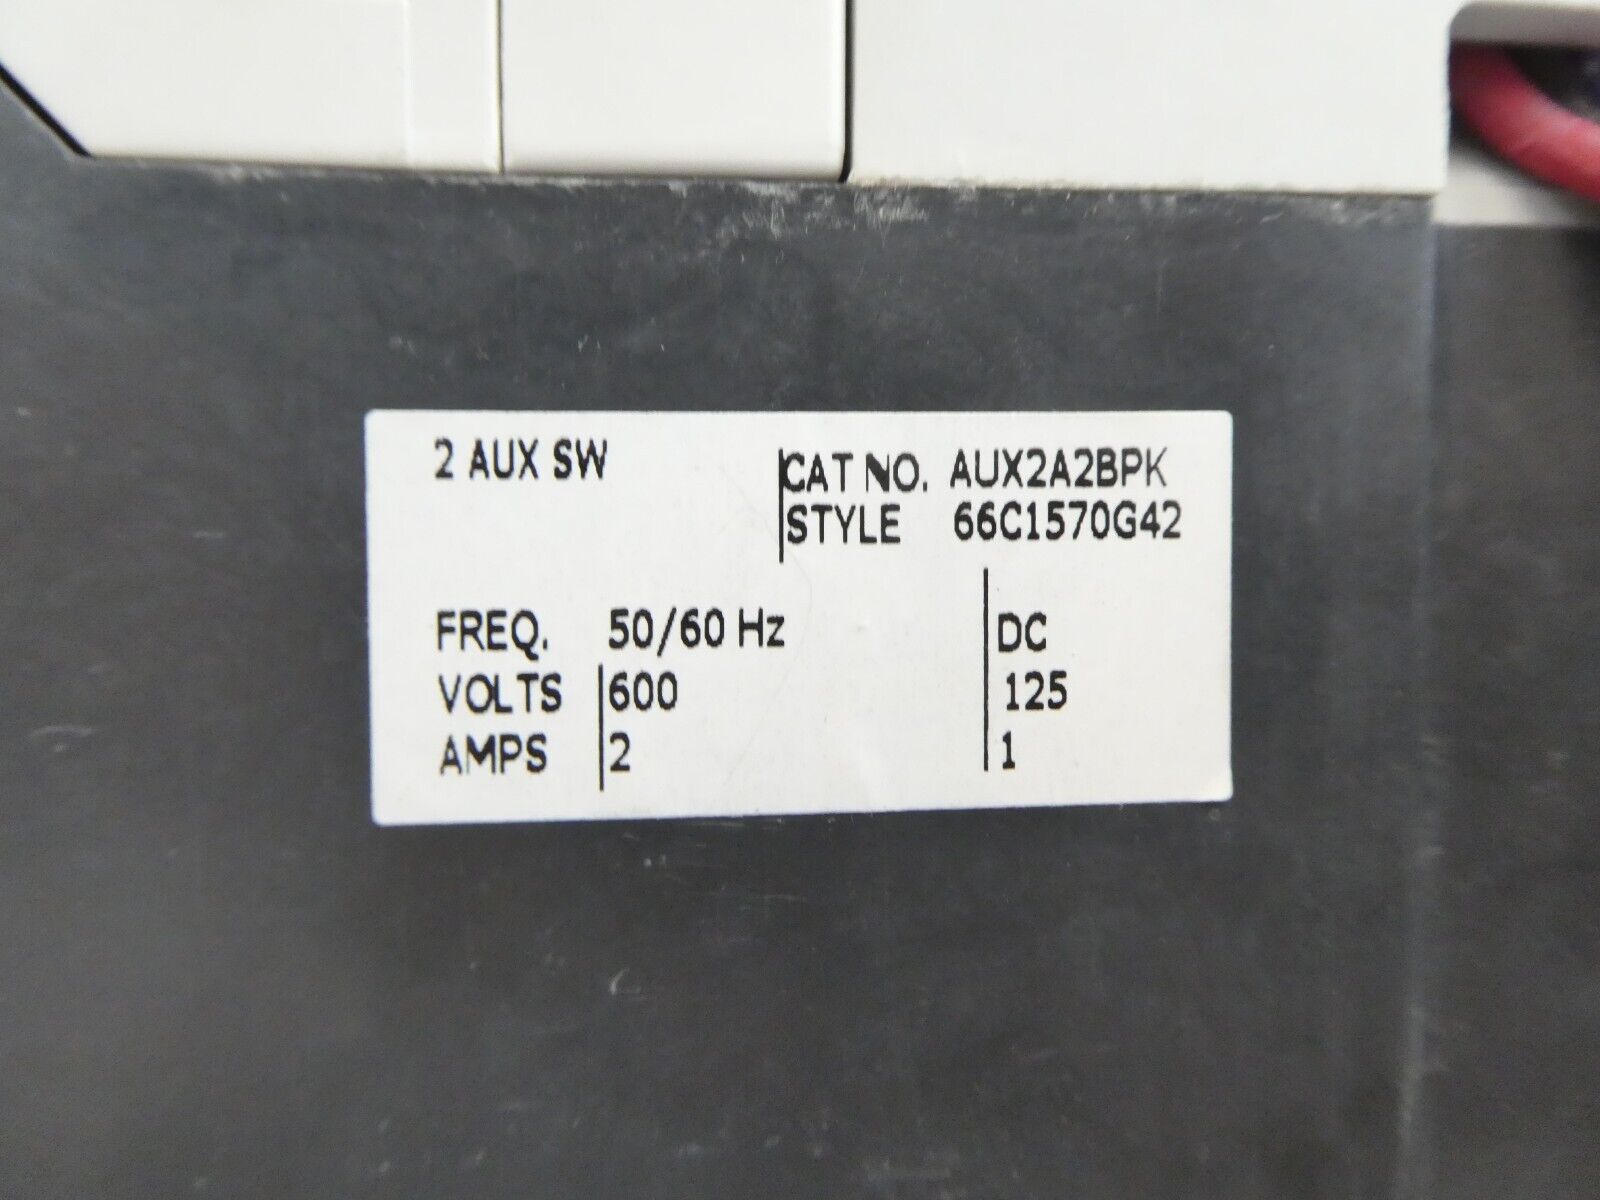 2 AUX SW
CAT NO. AUX2A2BPK
STYLE 66C1570G42
FREQ. 50/60 Hz DC
VOLTS 600 125
AMPS 2 1